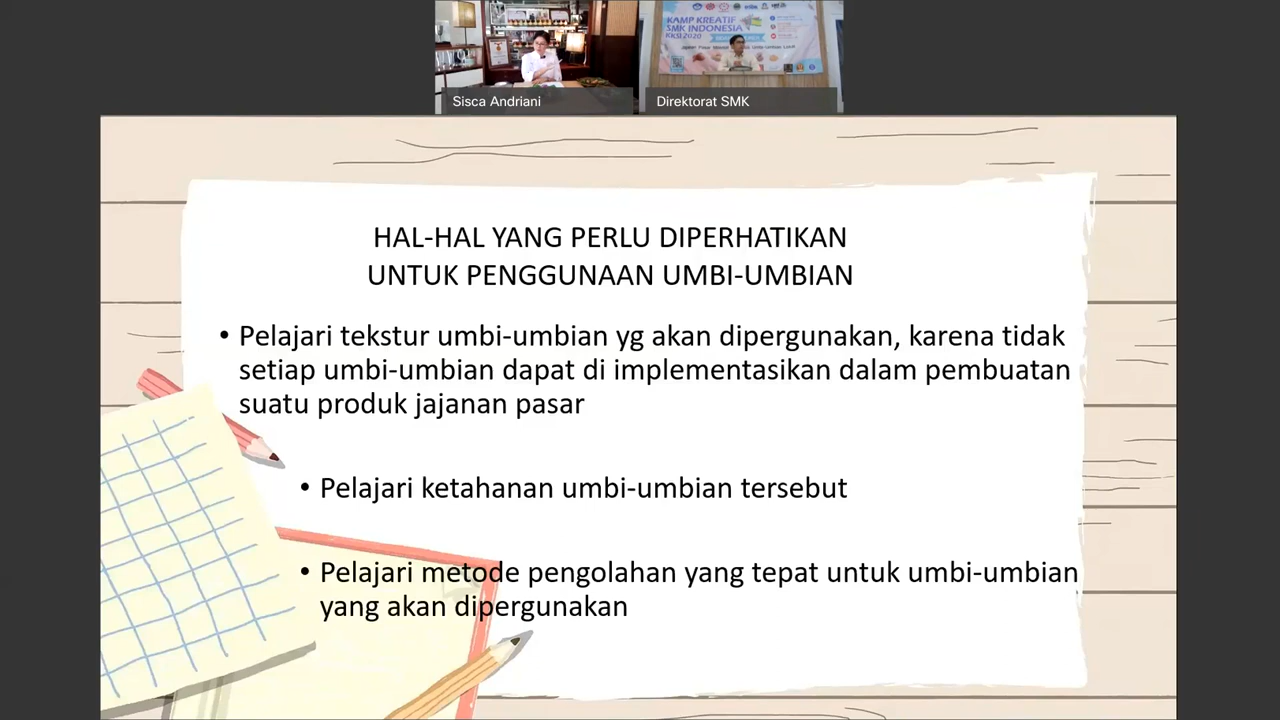 KAMP KREATIF
SMK INDONESIA
KKSI 2020
Sisca Andriani
Direktorat SMK
HAL-HAL YANG PERLU DIPERHATIKAN
UNTUK PENGGUNAAN UMBI-UMBIAN
• Pelajari tekstur umbi-umbian yg akan dipergunakan, karena tidak
setiap umbi-umbian dapat di implementasikan dalam pembuatan
suatu produk jajanan pasar
• Pelajari ketahanan umbi-umbian tersebut
• Pelajari metode pengolahan yang tepat untuk umbi-umbian
yang akan dipergunakan